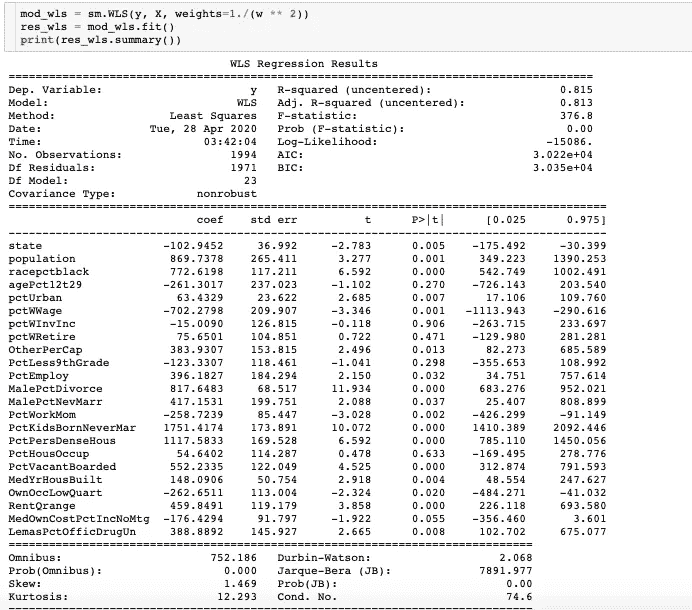 mod_wls = sm.WLS(y, X, weights=1./(w ** 2))
res_wls = mod_wls.fit()
print(res_wls.summary())
WLS Regression Results
==============================================================================
Dep. Variable: y R-squared (uncentered): 0.815
Model: WLS Adj. R-squared (uncentered): 0.813
Method: Least Squares F-statistic: 376.8
Date: Tue, 28 Apr 2020 Prob (F-statistic): 0.00
Time: 03:42:04 Log-Likelihood: -15086.
No. Observations: 1994 AIC: 3.022e+04
Df Residuals: 1971 BIC: 3.035e+04
Df Model: 23
Covariance Type: nonrobust
==============================================================================
coef std err t P>|t| [0.025 0.975]
------------------------------------------------------------------------------
state -102.9452 36.992 -2.783 0.005 -175.492 -30.399
population 869.7378 265.411 3.277 0.001 349.223 1390.253
racepctblack 772.6198 117.211 6.592 0.000 542.749 1002.491
agePct12t29 -261.3017 237.023 -1.102 0.270 -726.143 203.540
pctUrban 63.4329 23.622 2.685 0.007 17.106 109.760
pctWWage -702.2798 209.907 -3.346 0.001 -1113.943 -290.616
pctWInvInc -15.0090 126.815 -0.118 0.906 -263.715 233.697
pctWRetire 75.6501 104.851 0.722 0.471 -129.980 281.281
OtherPerCap 383.9307 153.815 2.496 0.013 82.273 685.589
PctLess9thGrade -123.3307 118.461 -1.041 0.298 -355.653 108.992
PctEmploy 396.1827 184.294 2.150 0.032 34.751 757.614
MalePctDivorce 817.6483 68.517 11.934 0.000 683.276 952.021
MalePctNevMarr 417.1531 199.751 2.088 0.037 25.407 808.899
PctWorkMom -258.7239 85.447 -3.028 0.002 -426.299 -91.149
PctKidsBornNeverMar 1751.4174 173.891 10.072 0.000 1410.389 2092.446
PctPersDenseHous 1117.5833 169.528 6.592 0.000 785.110 1450.056
PctHousOccup 54.6402 114.287 0.478 0.633 -169.495 278.776
PctVacantBoarded 552.2335 122.049 4.525 0.000 312.874 791.593
MedYrHousBuilt 148.0906 50.754 2.918 0.004 48.554 247.627
OwnOccLowQuart -262.6511 113.004 -2.324 0.020 -484.271 -41.032
RentQrange 459.8491 119.179 3.858 0.000 226.118 693.580
MedOwnCostPctIncNoMtg -176.4294 91.797 -1.922 0.055 -356.460 3.601
LemasPctOfficDrugUn 388.8892 145.927 2.665 0.008 102.702 675.077
==============================================================================
Omnibus: 752.186 Durbin-Watson: 2.068
Prob(Omnibus): 0.000 Jarque-Bera (JB): 7891.977
Skew: 1.469 Prob(JB): 0.00
Kurtosis: 12.293 Cond. No. 74.6
==============================================================================